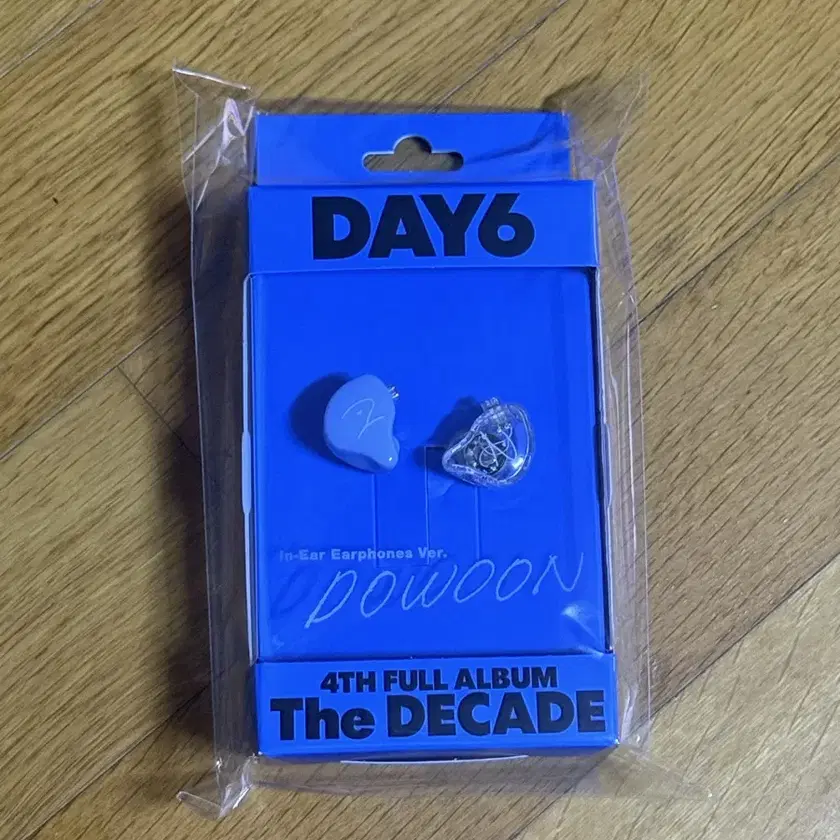 DAY6
In-Ear Earphones Ver.
DOWOON
4TH FULL ALBUM
The DECADE